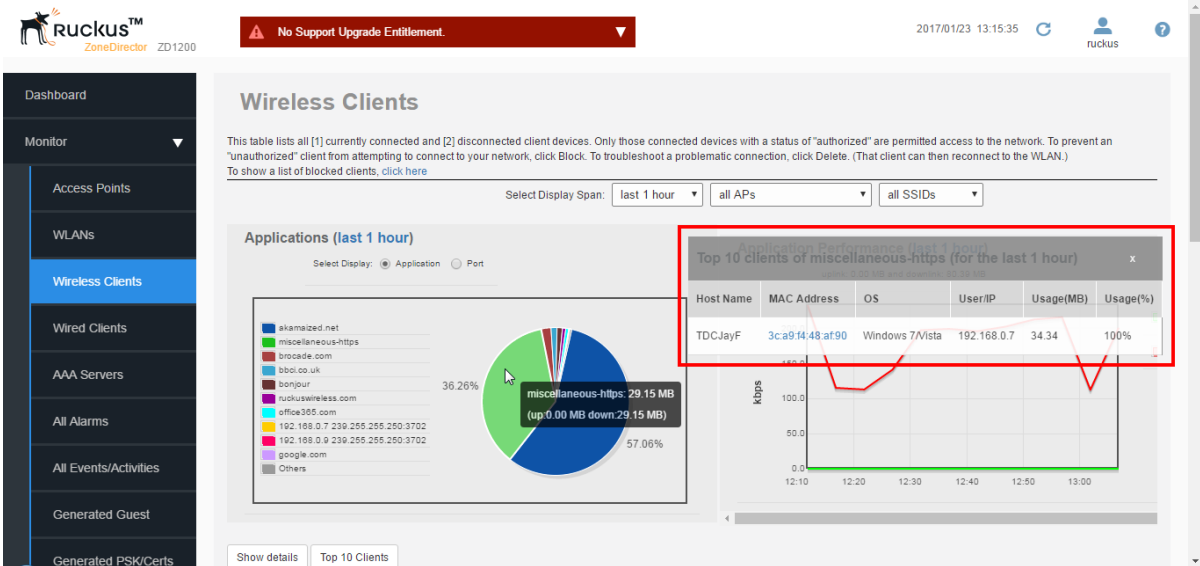 RUCKUS™
ZoneDirector ZD1200
No Support Upgrade Entitlement.
2017/01/23 13:15:35
ruckus
Dashboard
Monitor
Access Points
WLANs
Wireless Clients
Wired Clients
AAA Servers
All Alarms
All Events/Activities
Generated Guest
Generated PSK/Certs
Wireless Clients
This table lists all [1] currently connected and [2] disconnected client devices. Only those connected devices with a status of "authorized" are permitted access to the network. To prevent an
"unauthorized" client from attempting to connect to your network, click Block. To troubleshoot a problematic connection, click Delete. (That client can then reconnect to the WLAN.)
To show a list of blocked clients, click here
Select Display Span: last 1 hour all APs all SSIDs
Applications (last 1 hour)
Select Display: Application Port
akamaized.net
miscellaneous-https
brocade.com
bbci.co.uk
bonjour
ruckuswireless.com
office365.com
192.168.0.7 239.255.255.250:3702
192.168.0.9 239.255.255.250:3702
google.com
Others
36.26%
miscellaneous-https: 29.15 MB
(up:0.00 MB down:29.15 MB)
57.06%
Application Performance (last 1 hour)
Top 10 clients of miscellaneous-https (for the last 1 hour) x
Host Name MAC Address OS User/IP Usage(MB) Usage(%)
TDCJayF 3c:a9:f4:48:af:90 Windows 7/Vista 192.168.0.7 34.34 100%
150.0
kbps
100.0
50.0
0.0
12:10 12:20 12:30 12:40 12:50 13:00
Show details Top 10 Clients